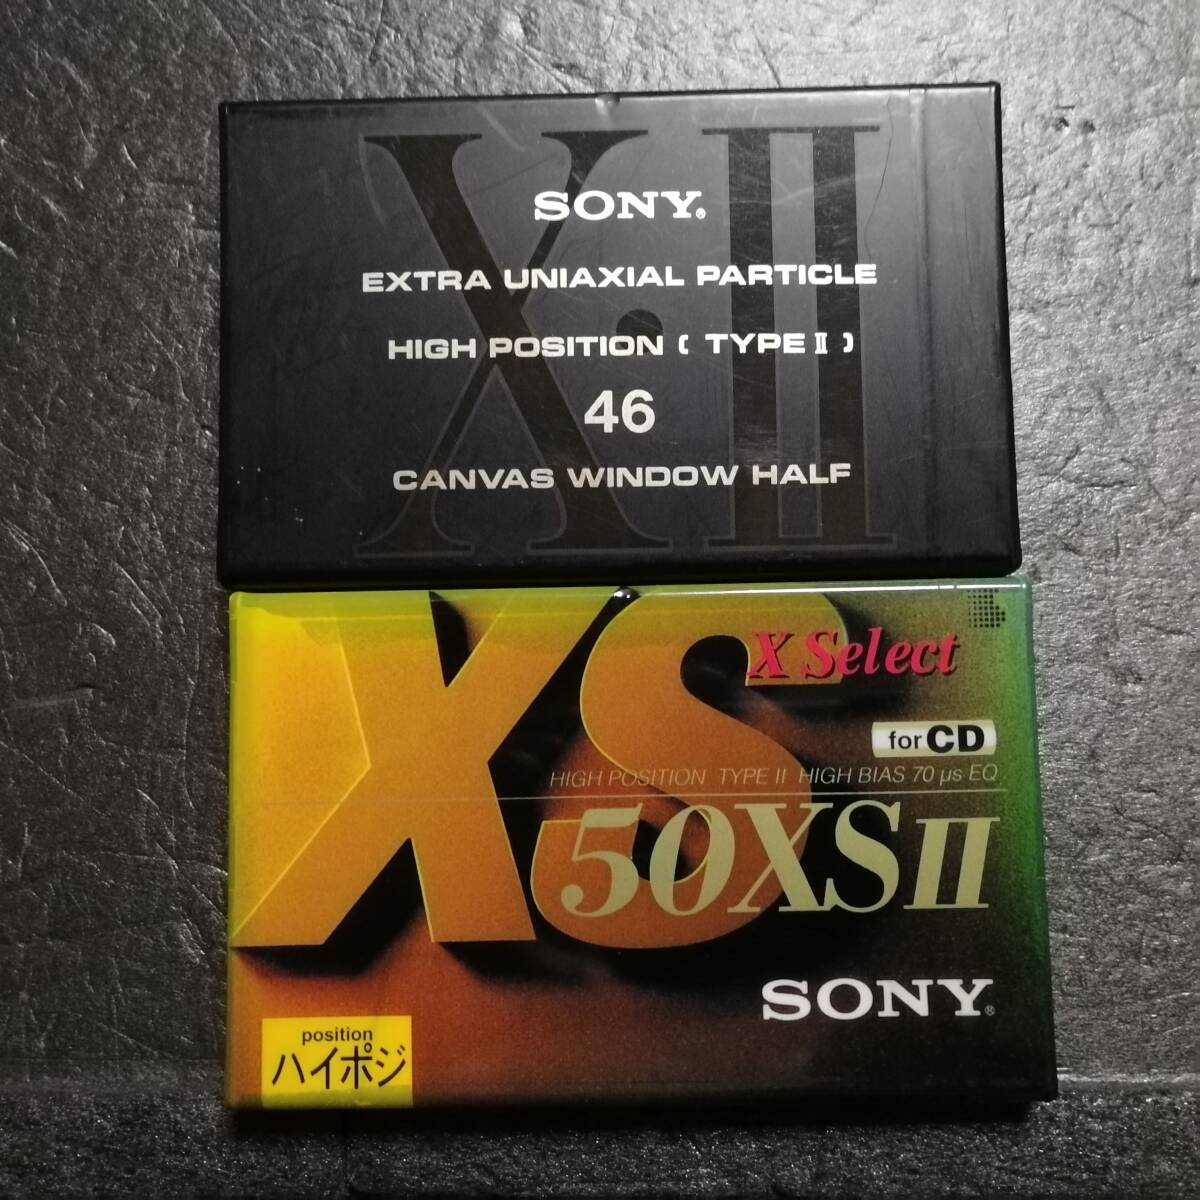 X·II
SONY®
EXTRA UNIAXIAL PARTICLE
HIGH POSITION ( TYPE II )
46
CANVAS WINDOW HALF
XS
X Select
for CD
HIGH POSITION TYPE II HIGH BIAS 70 µs EQ
50XSII
SONY®
position
ハイポジ